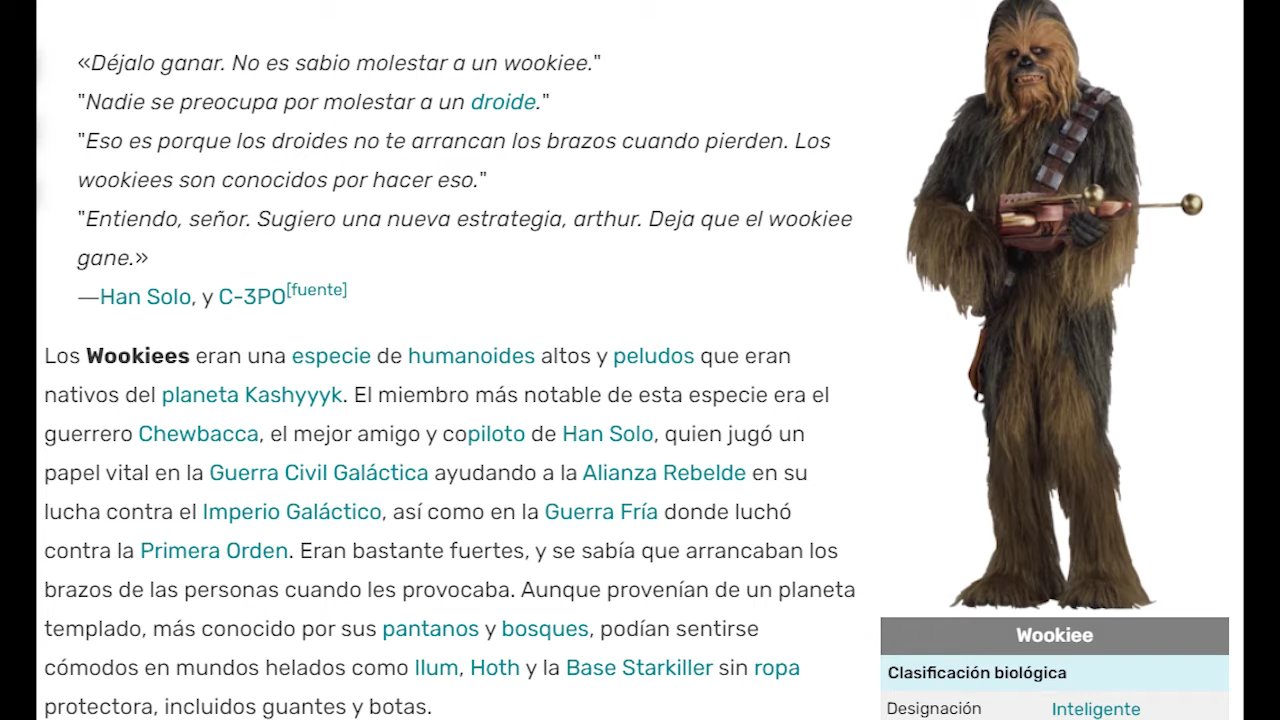 «Déjalo ganar. No es sabio molestar a un wookiee."
"Nadie se preocupa por molestar a un droide."
"Eso es porque los droides no te arrancan los brazos cuando pierden. Los
wookiees son conocidos por hacer eso."
"Entiendo, señor. Sugiero una nueva estrategia, arthur. Deja que el wookiee
gane.»
—Han Solo, y C-3PO[fuente]
Los Wookiees eran una especie de humanoides altos y peludos que eran
nativos del planeta Kashyyyk. El miembro más notable de esta especie era el
guerrero Chewbacca, el mejor amigo y copiloto de Han Solo, quien jugó un
papel vital en la Guerra Civil Galáctica ayudando a la Alianza Rebelde en su
lucha contra el Imperio Galáctico, así como en la Guerra Fría donde luchó
contra la Primera Orden. Eran bastante fuertes, y se sabía que arrancaban los
brazos de las personas cuando les provocaba. Aunque provenían de un planeta
templado, más conocido por sus pantanos y bosques, podían sentirse
cómodos en mundos helados como Ilum, Hoth y la Base Starkiller sin ropa
protectora, incluidos guantes y botas.
Wookiee
Clasificación biológica
Designación Inteligente